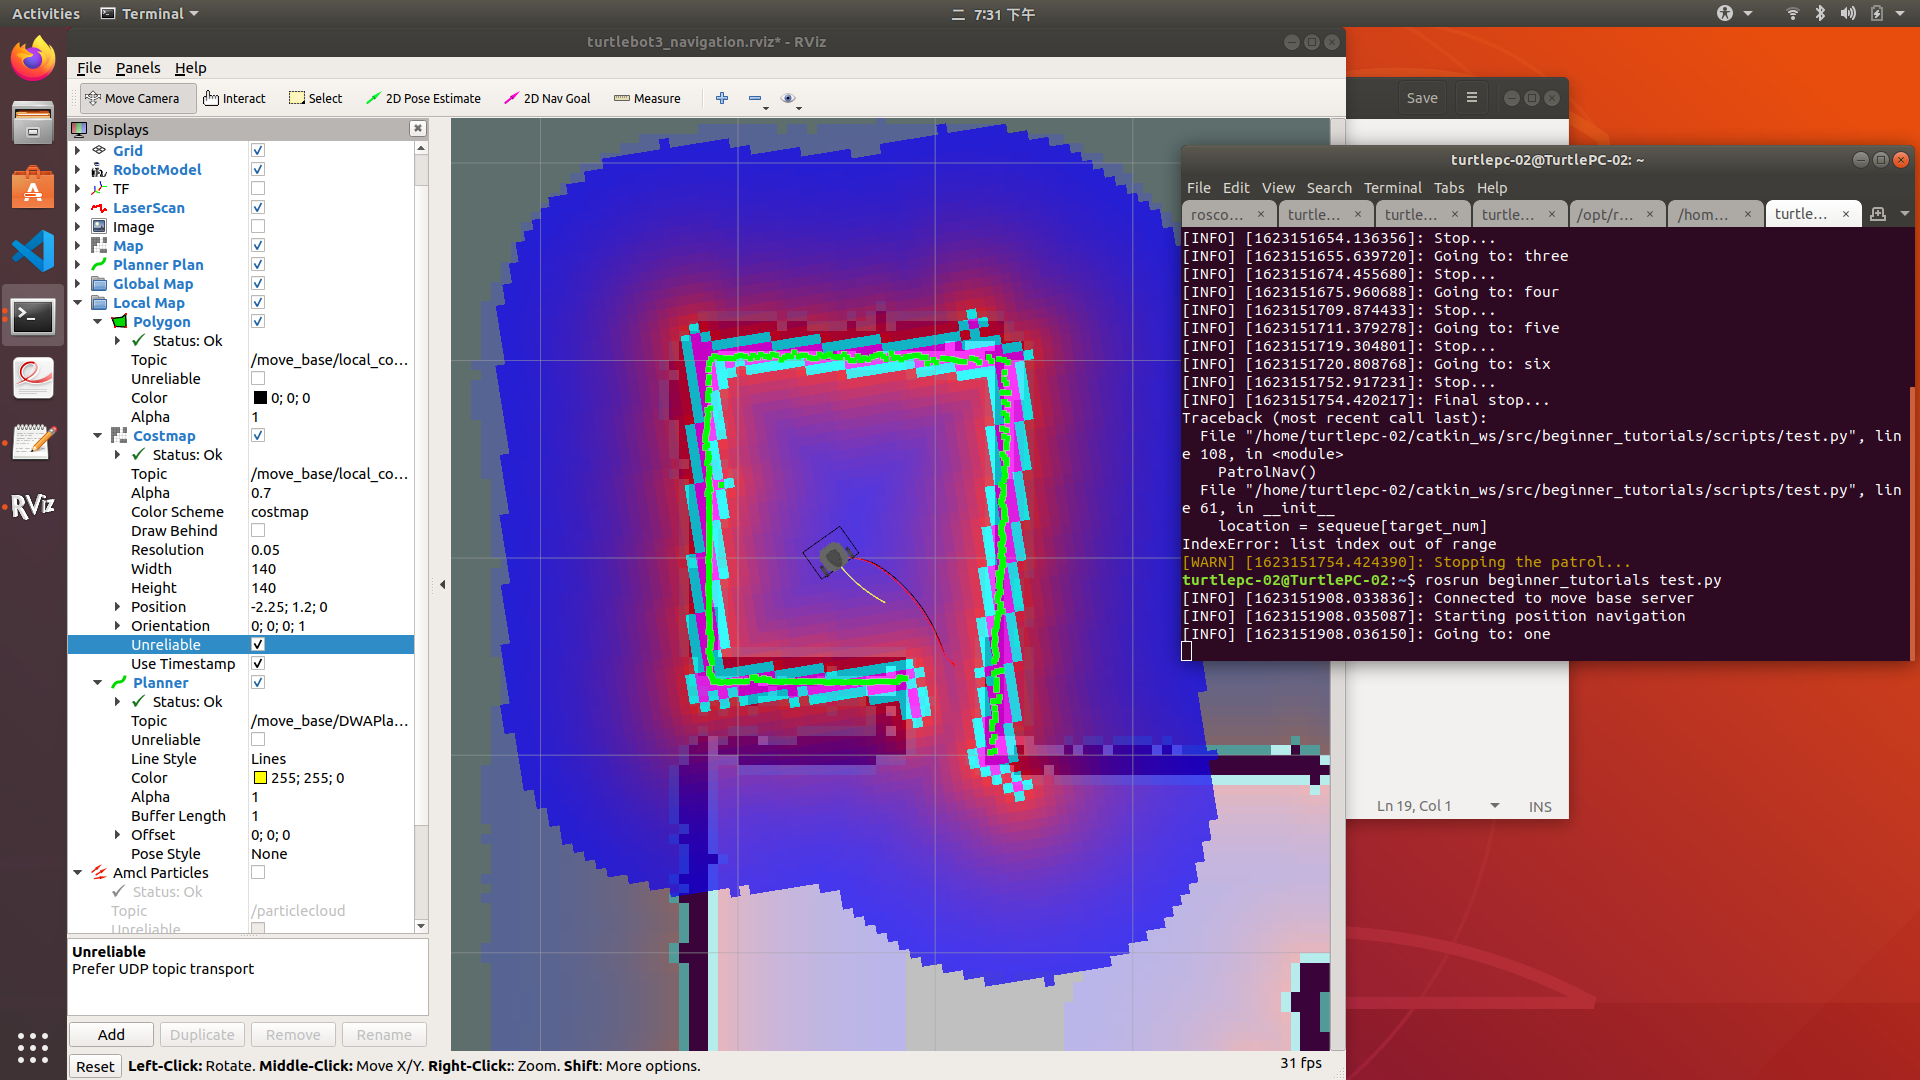 Activities
Terminal
二 7:31 下午
turtlebot3_navigation.rviz* - RViz
File Panels Help
Move Camera
Interact
Select
2D Pose Estimate
2D Nav Goal
Measure
Displays
Grid
RobotModel
TF
LaserScan
Image
Map
Planner Plan
Global Map
Local Map
Polygon
Status: Ok
Topic /move_base/local_co...
Unreliable
Color 0; 0; 0
Alpha 1
Costmap
Status: Ok
Topic /move_base/local_co...
Alpha 0.7
Color Scheme costmap
Draw Behind
Resolution 0.05
Width 140
Height 140
Position -2.25; 1.2; 0
Orientation 0; 0; 0; 1
Unreliable
Use Timestamp
Planner
Status: Ok
Topic /move_base/DWAPla...
Unreliable
Line Style Lines
Color 255; 255; 0
Alpha 1
Buffer Length 1
Offset 0; 0; 0
Pose Style None
Amcl Particles
Status: Ok
Topic /particlecloud
Unreliable
Unreliable
Prefer UDP topic transport
Add Duplicate Remove Rename
Reset Left-Click: Rotate. Middle-Click: Move X/Y. Right-Click:: Zoom. Shift: More options.
31 fps
RViz
Save
turtlepc-02@TurtlePC-02: ~
File Edit View Search Terminal Tabs Help
rosco... × turtle... × turtle... × turtle... × /opt/r... × /hom... × turtle... ×
[INFO] [1623151654.136356]: Stop...
[INFO] [1623151655.639720]: Going to: three
[INFO] [1623151674.455680]: Stop...
[INFO] [1623151675.960688]: Going to: four
[INFO] [1623151709.874433]: Stop...
[INFO] [1623151711.379278]: Going to: five
[INFO] [1623151719.304801]: Stop...
[INFO] [1623151720.808768]: Going to: six
[INFO] [1623151752.917231]: Stop...
[INFO] [1623151754.420217]: Final stop...
Traceback (most recent call last):
File "/home/turtlepc-02/catkin_ws/src/beginner_tutorials/scripts/test.py", lin
e 108, in <module>
PatrolNav()
File "/home/turtlepc-02/catkin_ws/src/beginner_tutorials/scripts/test.py", lin
e 61, in __init__
location = sequeue[target_num]
IndexError: list index out of range
[WARN] [1623151754.424390]: Stopping the patrol...
turtlepc-02@TurtlePC-02:~$ rosrun beginner_tutorials test.py
[INFO] [1623151908.033836]: Connected to move base server
[INFO] [1623151908.035087]: Starting position navigation
[INFO] [1623151908.036150]: Going to: one
Ln 19, Col 1
INS